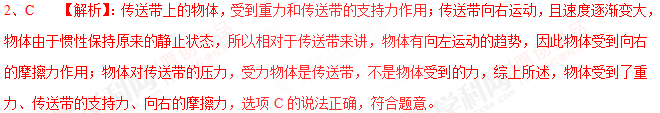 2、C 【解析】：传送带上的物体，受到重力和传送带的支持力作用；传送带向右运动，且速度逐渐变大，
物体由于惯性保持原来的静止状态，所以相对于传送带来讲，物体有向左运动的趋势，因此物体受到向右
的摩擦力作用；物体对传送带的压力，受力物体是传送带，不是物体受到的力，综上所述，物体受到了重
力、传送带的支持力、向右的摩擦力，选项 C 的说法正确，符合题意。